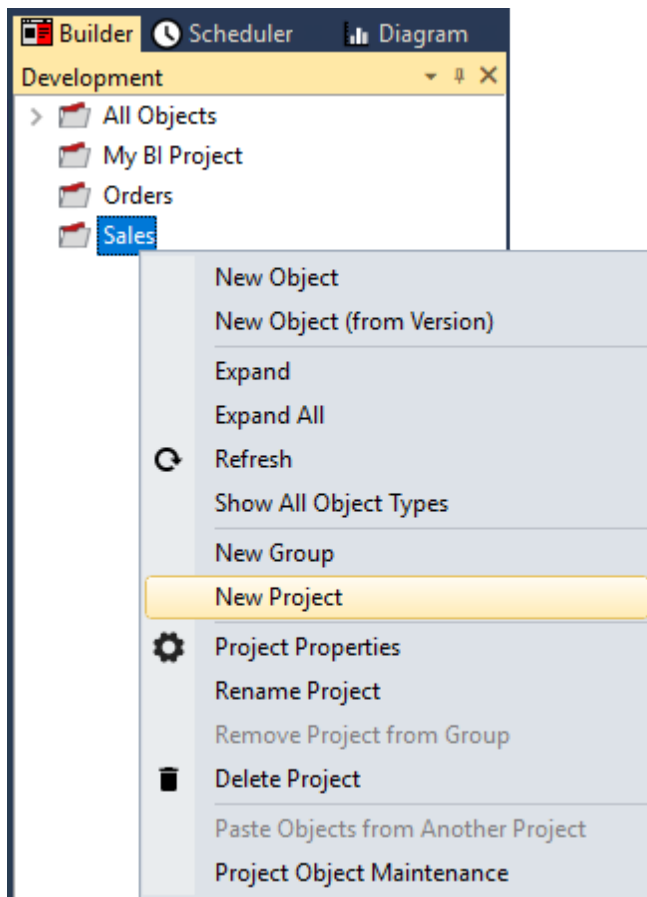 Builder Scheduler Diagram
Development
All Objects
My BI Project
Orders
Sales
New Object
New Object (from Version)
Expand
Expand All
Refresh
Show All Object Types
New Group
New Project
Project Properties
Rename Project
Remove Project from Group
Delete Project
Paste Objects from Another Project
Project Object Maintenance